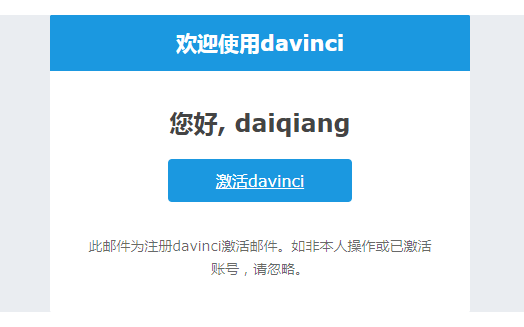 欢迎使用davinci
您好, daiqiang
激活davinci
此邮件为注册davinci激活邮件。如非本人操作或已激活
账号，请忽略。